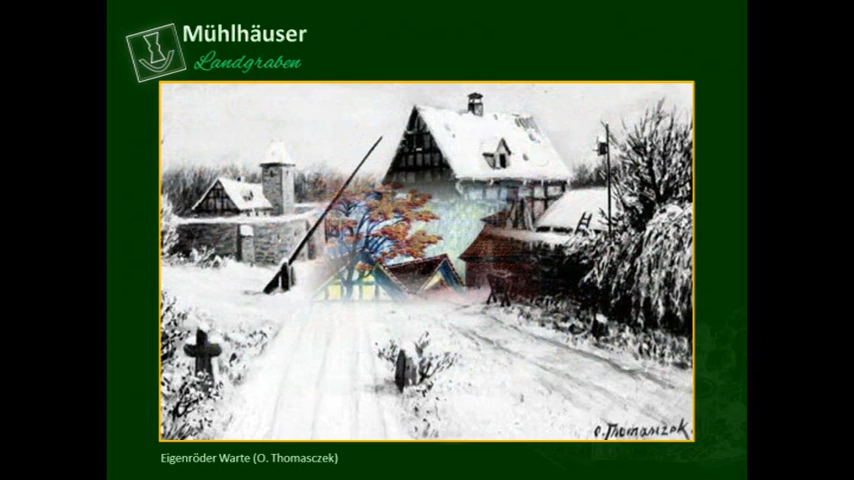 Mühlhäuser
Landgraben
O. Thomasczek.
Eigenröder Warte (O. Thomasczek)